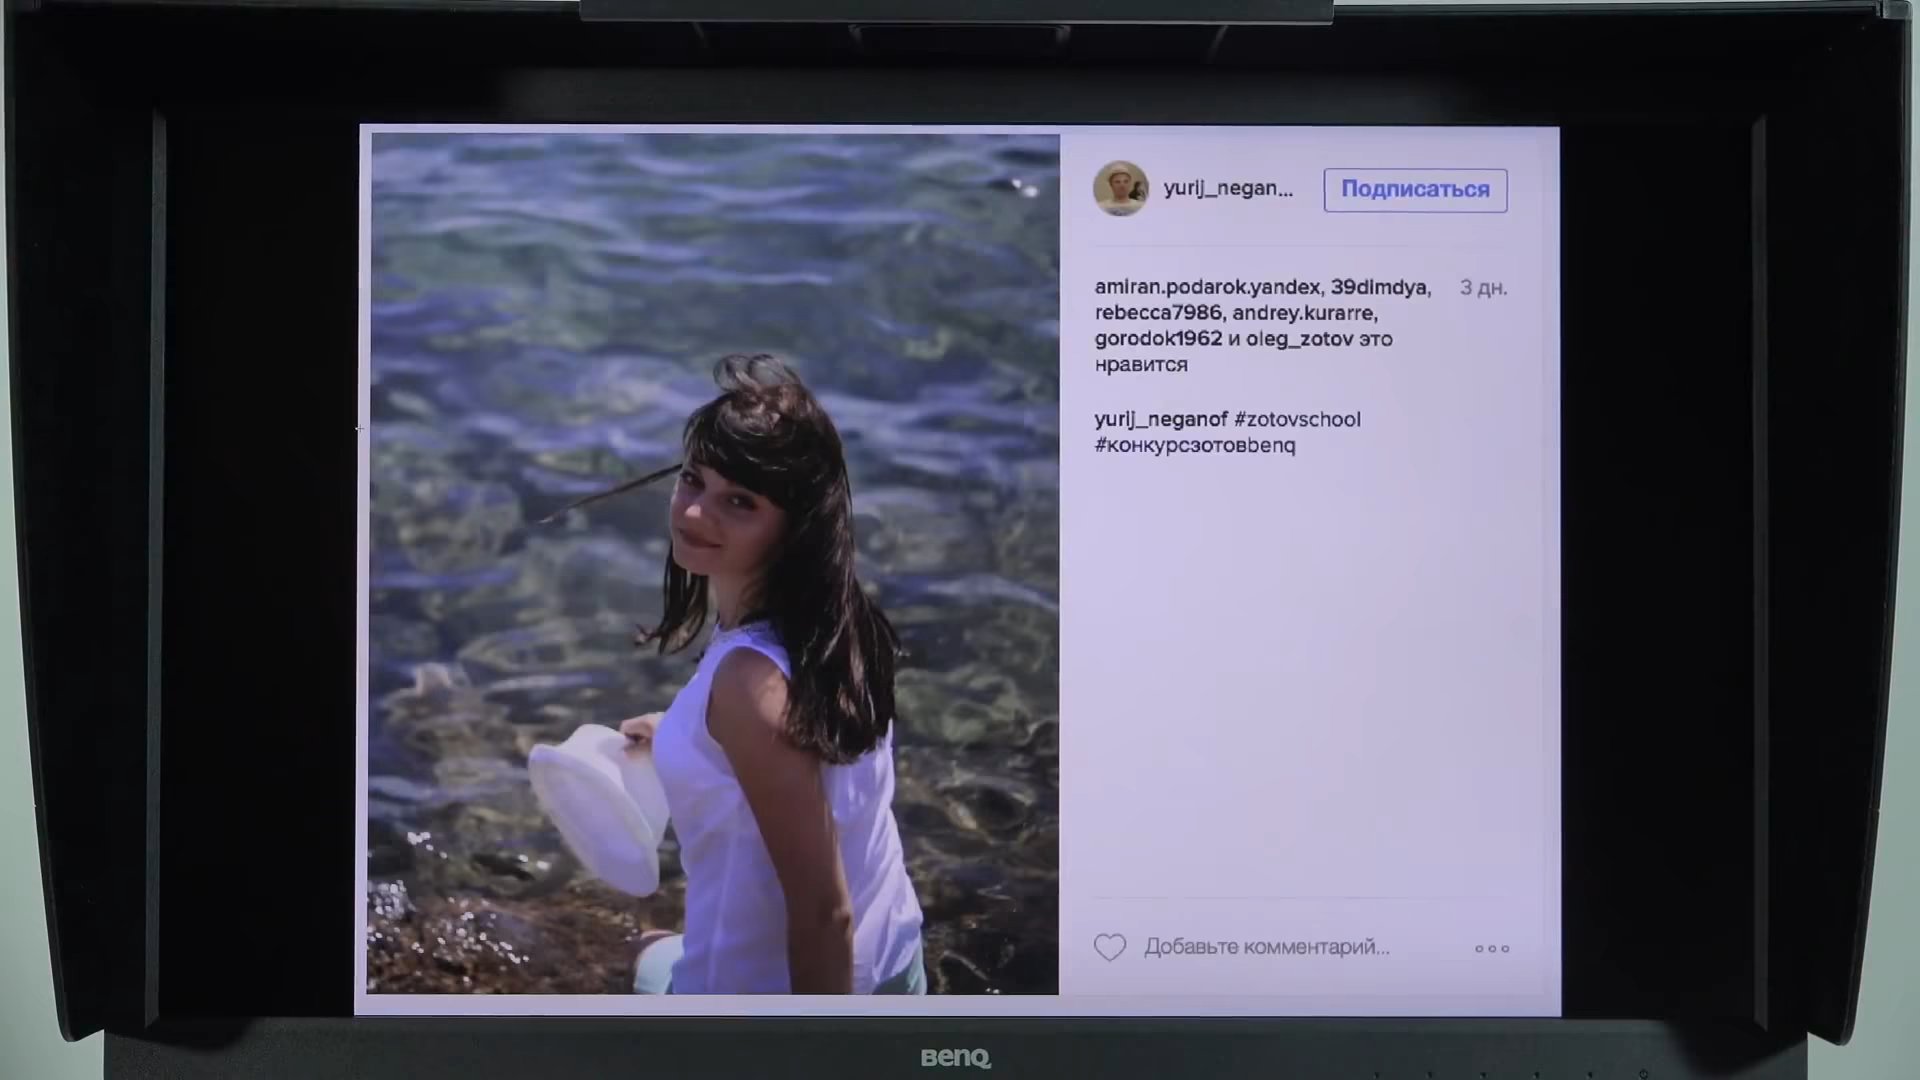 yurij_negan...
Подписаться
amiran.podarok.yandex, 39dimdya,
3 дн.
rebecca7986, andrey.kurarre,
gorodok1962 и oleg_zotov это
нравится
yurij_neganof #zotovschool
#конкурсзотовbenq
Добавьте комментарий...
BenQ